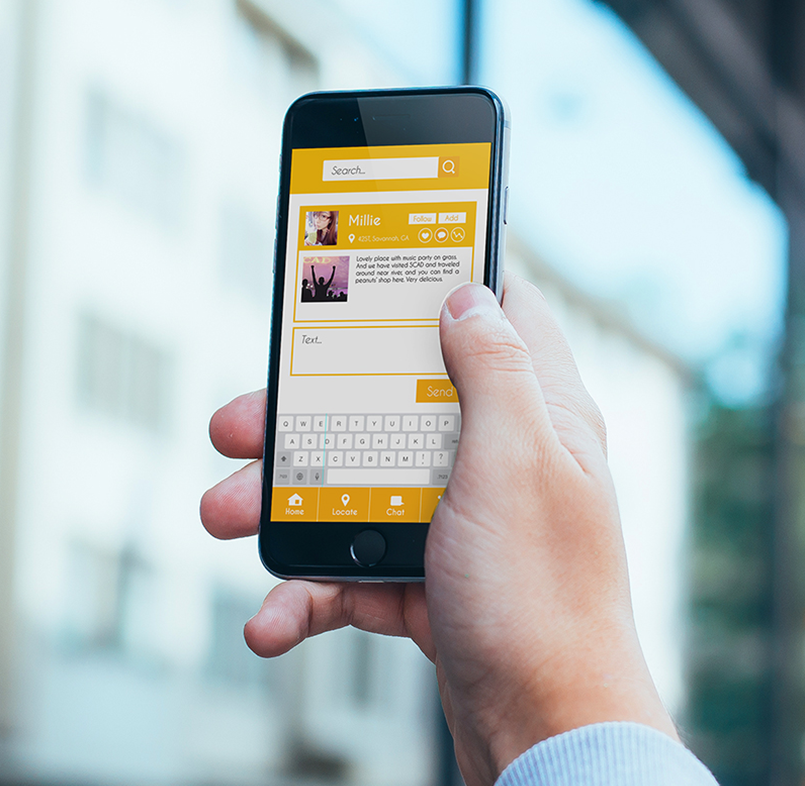 Search...
Millie
Follow Add
425T, Savannah, GA
Lovely place with music party on grass.
And we have visited SCAD and traveled
around near river, and you can find a
peanuts' shop here. Very delicious.
Text...
Send
Q W E R T Y U I O P
A S D F G H J K L
Z X C V B N M ! ?
Home Locate Chat